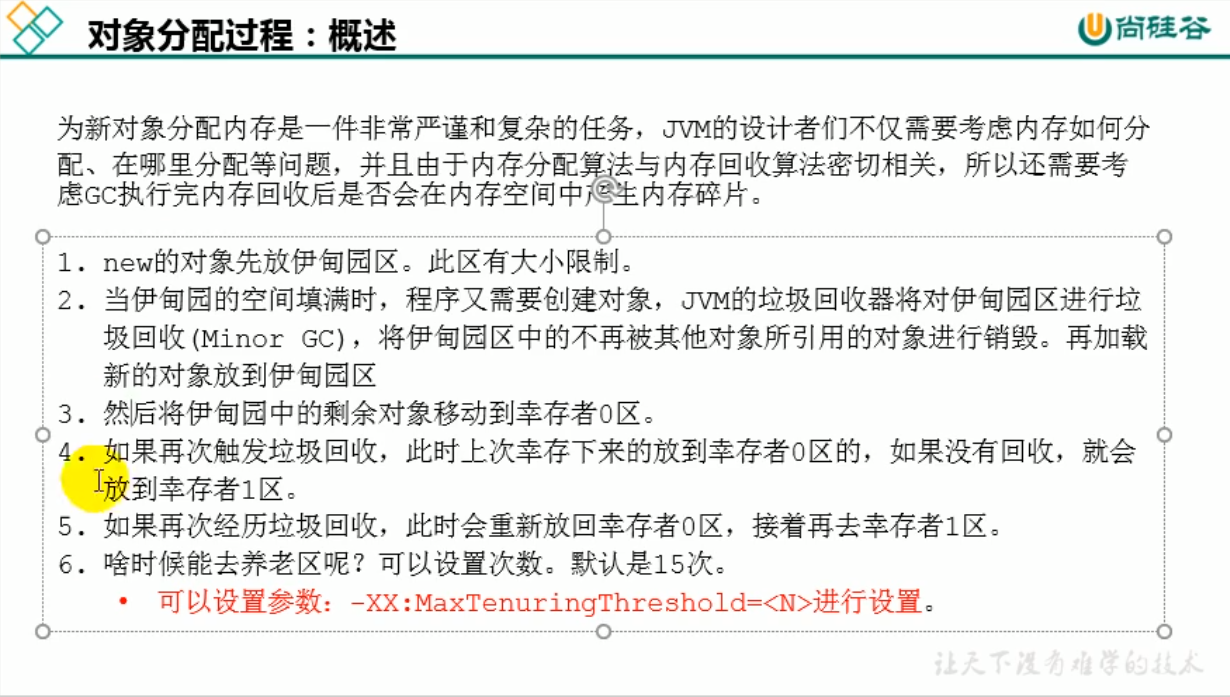 对象分配过程：概述
尚硅谷
为新对象分配内存是一件非常严谨和复杂的任务，JVM的设计者们不仅需要考虑内存如何分
配、在哪里分配等问题，并且由于内存分配算法与内存回收算法密切相关，所以还需要考
虑GC执行完内存回收后是否会在内存空间中产生内存碎片。
1. new的对象先放伊甸园区。此区有大小限制。
2. 当伊甸园的空间填满时，程序又需要创建对象，JVM的垃圾回收器将对伊甸园区进行垃
圾回收(Minor GC)，将伊甸园区中的不再被其他对象所引用的对象进行销毁。再加载
新的对象放到伊甸园区
3. 然后将伊甸园中的剩余对象移动到幸存者0区。
4. 如果再次触发垃圾回收，此时上次幸存下来的放到幸存者0区的，如果没有回收，就会
放到幸存者1区。
5. 如果再次经历垃圾回收，此时会重新放回幸存者0区，接着再去幸存者1区。
6. 啥时候能去养老区呢？可以设置次数。默认是15次。
• 可以设置参数：-XX:MaxTenuringThreshold=<N>进行设置。
让天下没有难学的技术